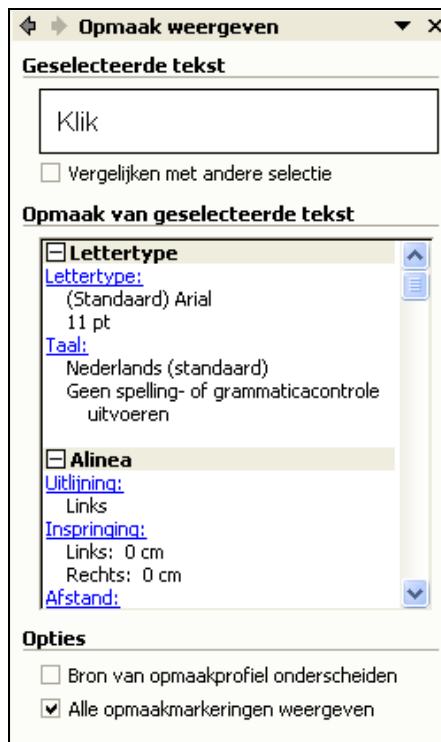 Opmaak weergeven
Geselecteerde tekst
Klik
Vergelijken met andere selectie
Opmaak van geselecteerde tekst
Lettertype
Lettertype:
(Standaard) Arial
11 pt
Taal:
Nederlands (standaard)
Geen spelling- of grammaticacontrole
uitvoeren
Alinea
Uitlijning:
Links
Inspringing:
Links: 0 cm
Rechts: 0 cm
Afstand:
Opties
Bron van opmaakprofiel onderscheiden
Alle opmaakmarkeringen weergeven